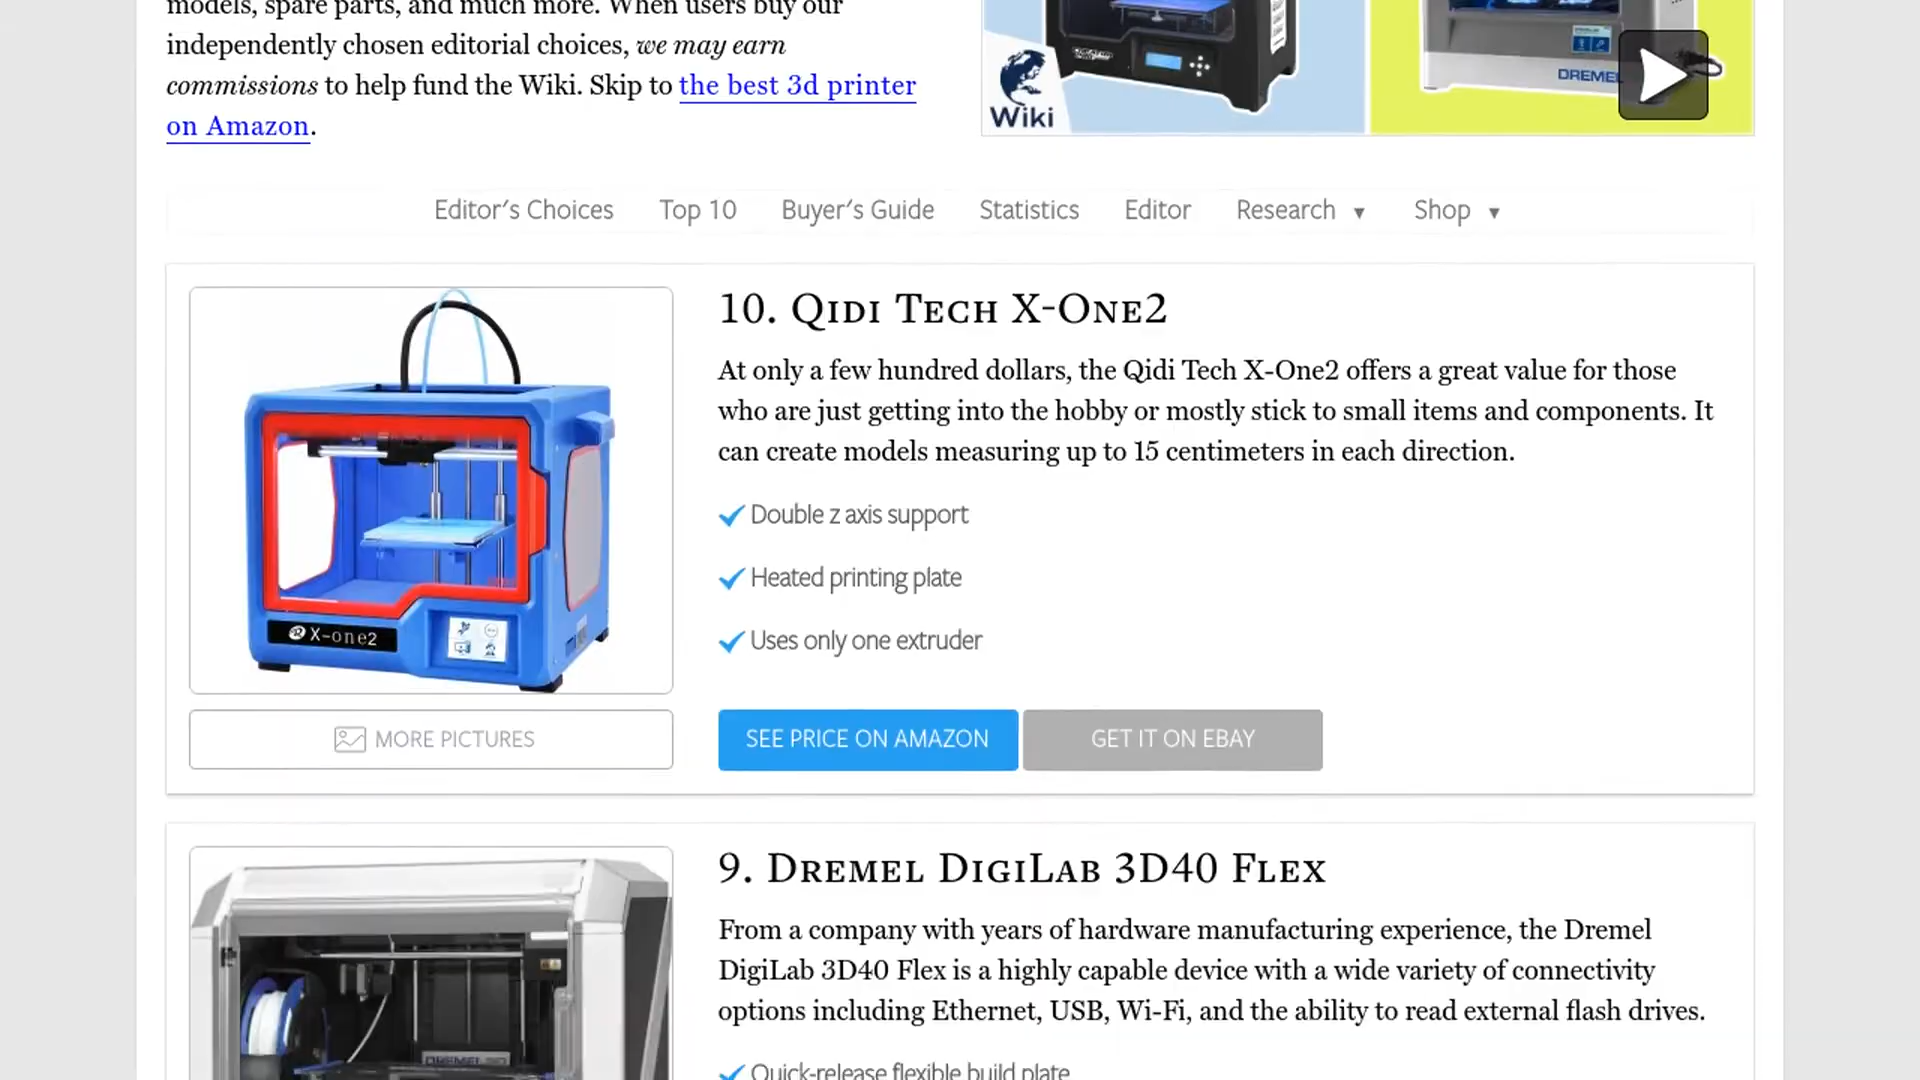 models, spare parts, and much more. When users buy our
independently chosen editorial choices, we may earn
commissions to help fund the Wiki. Skip to the best 3d printer
on Amazon.
Wiki
DREMEL
Editor's Choices Top 10 Buyer's Guide Statistics Editor Research ▼ Shop ▼
10. Qidi Tech X-One2
At only a few hundred dollars, the Qidi Tech X-One2 offers a great value for those
who are just getting into the hobby or mostly stick to small items and components. It
can create models measuring up to 15 centimeters in each direction.
Double z axis support
Heated printing plate
Uses only one extruder
X-one2
MORE PICTURES
SEE PRICE ON AMAZON GET IT ON EBAY
9. Dremel DigiLab 3D40 Flex
From a company with years of hardware manufacturing experience, the Dremel
DigiLab 3D40 Flex is a highly capable device with a wide variety of connectivity
options including Ethernet, USB, Wi-Fi, and the ability to read external flash drives.
Quick-release flexible build plate